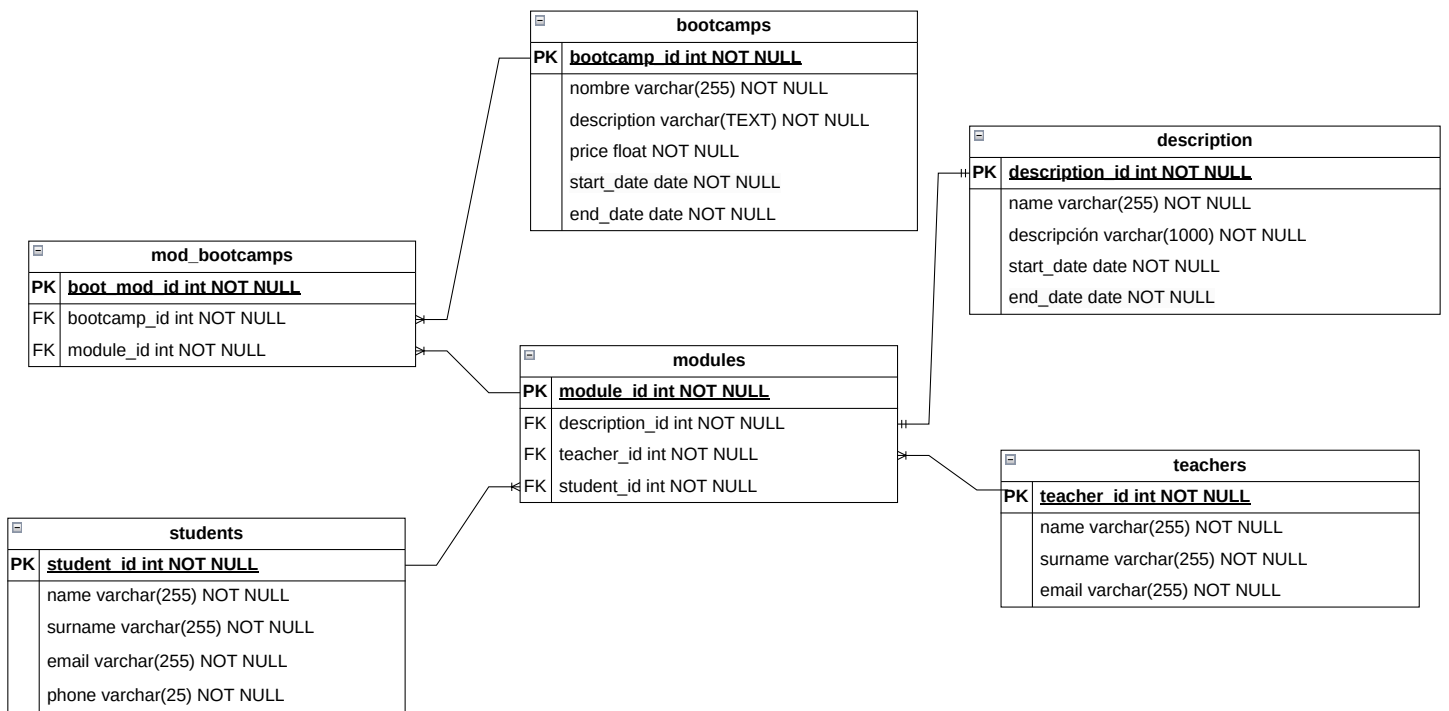 bootcamps
PK bootcamp_id int NOT NULL
nombre varchar(255) NOT NULL
description varchar(TEXT) NOT NULL
price float NOT NULL
start_date date NOT NULL
end_date date NOT NULL
description
PK description_id int NOT NULL
name varchar(255) NOT NULL
descripción varchar(1000) NOT NULL
start_date date NOT NULL
end_date date NOT NULL
mod_bootcamps
PK boot_mod_id int NOT NULL
FK bootcamp_id int NOT NULL
FK module_id int NOT NULL
modules
PK module_id int NOT NULL
FK description_id int NOT NULL
FK teacher_id int NOT NULL
FK student_id int NOT NULL
teachers
PK teacher_id int NOT NULL
name varchar(255) NOT NULL
surname varchar(255) NOT NULL
email varchar(255) NOT NULL
students
PK student_id int NOT NULL
name varchar(255) NOT NULL
surname varchar(255) NOT NULL
email varchar(255) NOT NULL
phone varchar(25) NOT NULL